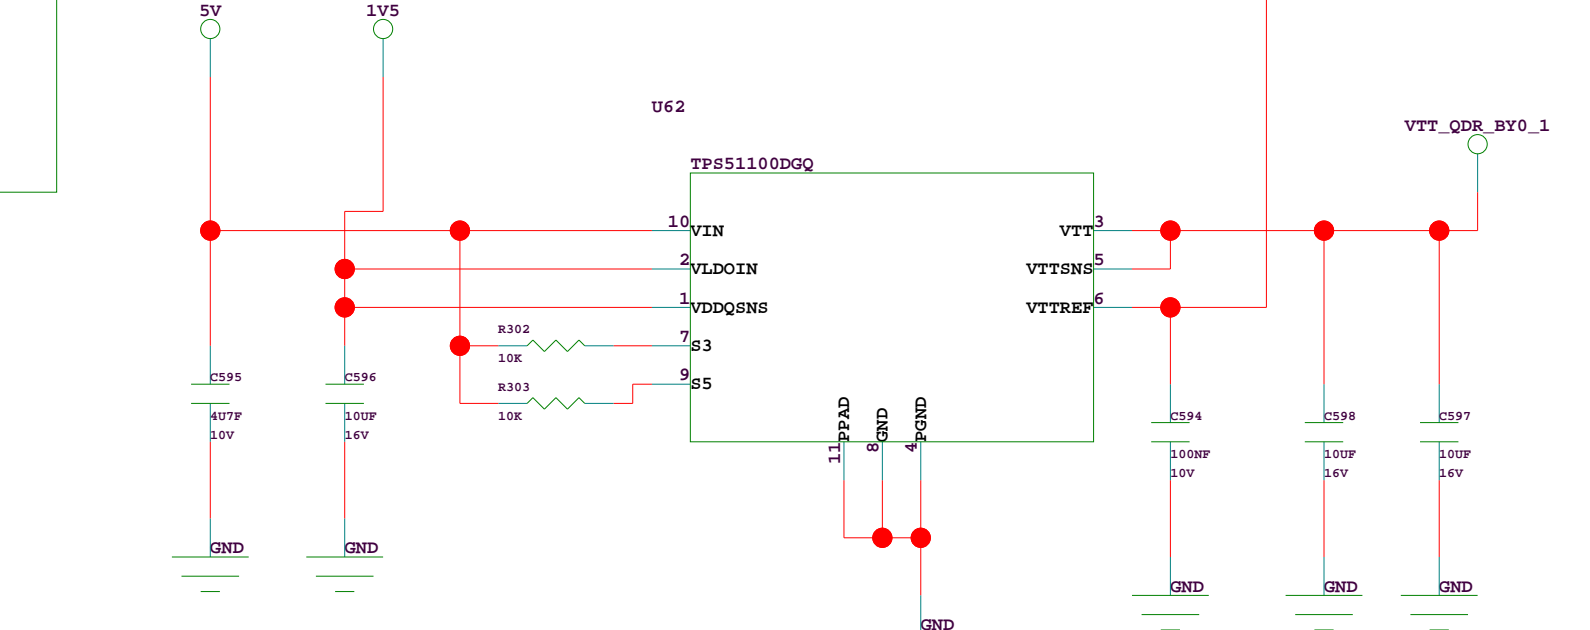 5V
1V5
U62
VTT_QDR_BY0_1
TPS51100DGQ
10
VIN
VTT
3
2
VLDOIN
VTTSNS
5
1
VDDQSNS
VTTREF
6
R302
7
S3
10K
R303
9
S5
10K
C595
4U7F
10V
C596
10UF
16V
PPAD
GND
PGND
11
8
4
C594
100NF
10V
C598
10UF
16V
C597
10UF
16V
GND
GND
GND
GND
GND
GND